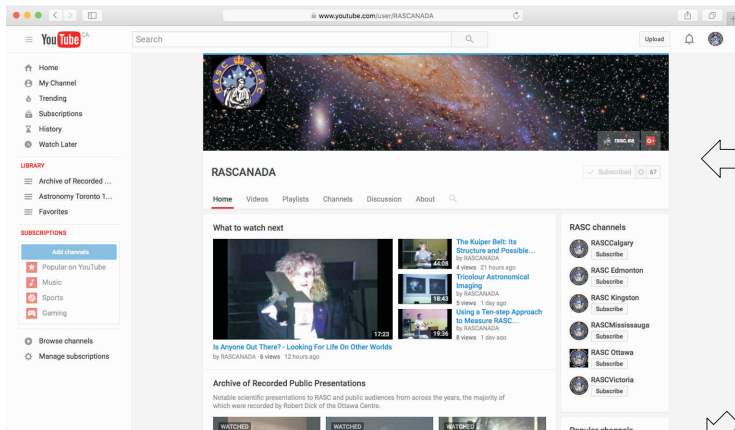 www.youtube.com/user/RASCANADA
You Tube CA
Search
Upload
Home
My Channel
Trending
Subscriptions
History
Watch Later
LIBRARY
Archive of Recorded ...
Astronomy Toronto 1...
Favorites
SUBSCRIPTIONS
Add channels
Popular on YouTube
Music
Sports
Gaming
Browse channels
Manage subscriptions
RASC SRAC
rasc.ca
G+
RASCANADA
Subscribed 67
Home Videos Playlists Channels Discussion About
What to watch next
17:23
Is Anyone Out There? - Looking For Life On Other Worlds
by RASCANADA 6 views 12 hours ago
44:08
The Kuiper Belt: Its
Structure and Possible...
by RASCANADA
4 views 21 hours ago
18:43
Tricolour Astronomical
Imaging
by RASCANADA
5 views 1 day ago
19:36
Using a Ten-step Approach
to Measure RASC...
by RASCANADA
8 views 1 day ago
Archive of Recorded Public Presentations
Notable scientific presentations to RASC and public audiences from across the years, the majority of
which were recorded by Robert Dick of the Ottawa Centre.
WATCHED
WATCHED
WATCHED
RASC channels
RASCCalgary
Subscribe
RASC Edmonton
Subscribe
RASC Kingston
Subscribe
RASCMississauga
Subscribe
RASC Ottawa
Subscribe
RASCVictoria
Subscribe
Popular channels